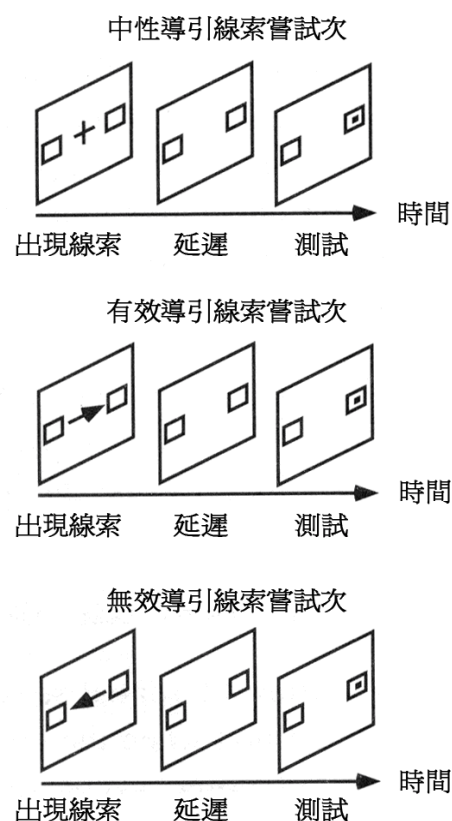 中性導引線索嘗試次
時間
出現線索 延遲 測試
有效導引線索嘗試次
時間
出現線索 延遲 測試
無效導引線索嘗試次
時間
出現線索 延遲 測試